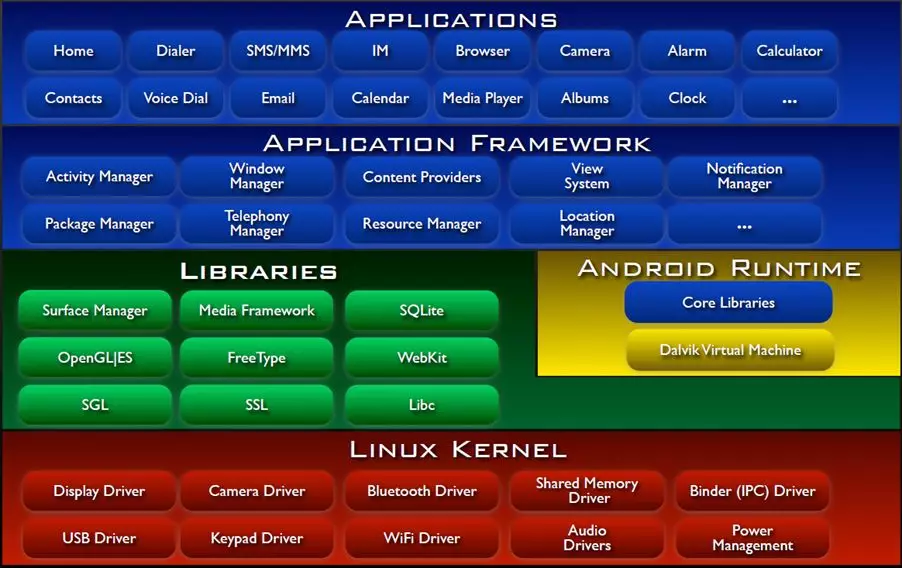 APPLICATIONS
Home Dialer SMS/MMS IM Browser Camera Alarm Calculator
Contacts Voice Dial Email Calendar Media Player Albums Clock ...
APPLICATION FRAMEWORK
Activity Manager Window Manager Content Providers View System Notification Manager
Package Manager Telephony Manager Resource Manager Location Manager ...
LIBRARIES
Surface Manager Media Framework SQLite
OpenGL|ES FreeType WebKit
SGL SSL Libc
ANDROID RUNTIME
Core Libraries
Dalvik Virtual Machine
LINUX KERNEL
Display Driver Camera Driver Bluetooth Driver Shared Memory Driver Binder (IPC) Driver
USB Driver Keypad Driver WiFi Driver Audio Drivers Power Management